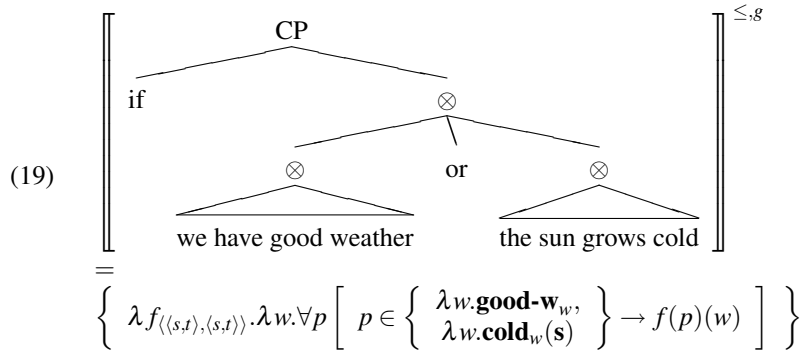 ≤,g
CP
if
⊗
(19)
⊗ or ⊗
we have good weather the sun grows cold
=
{ λf⟨⟨s,t⟩,⟨s,t⟩⟩.λw.∀p [ p ∈ { λw.good-w_w, λw.cold_w(s) } → f(p)(w) ] }